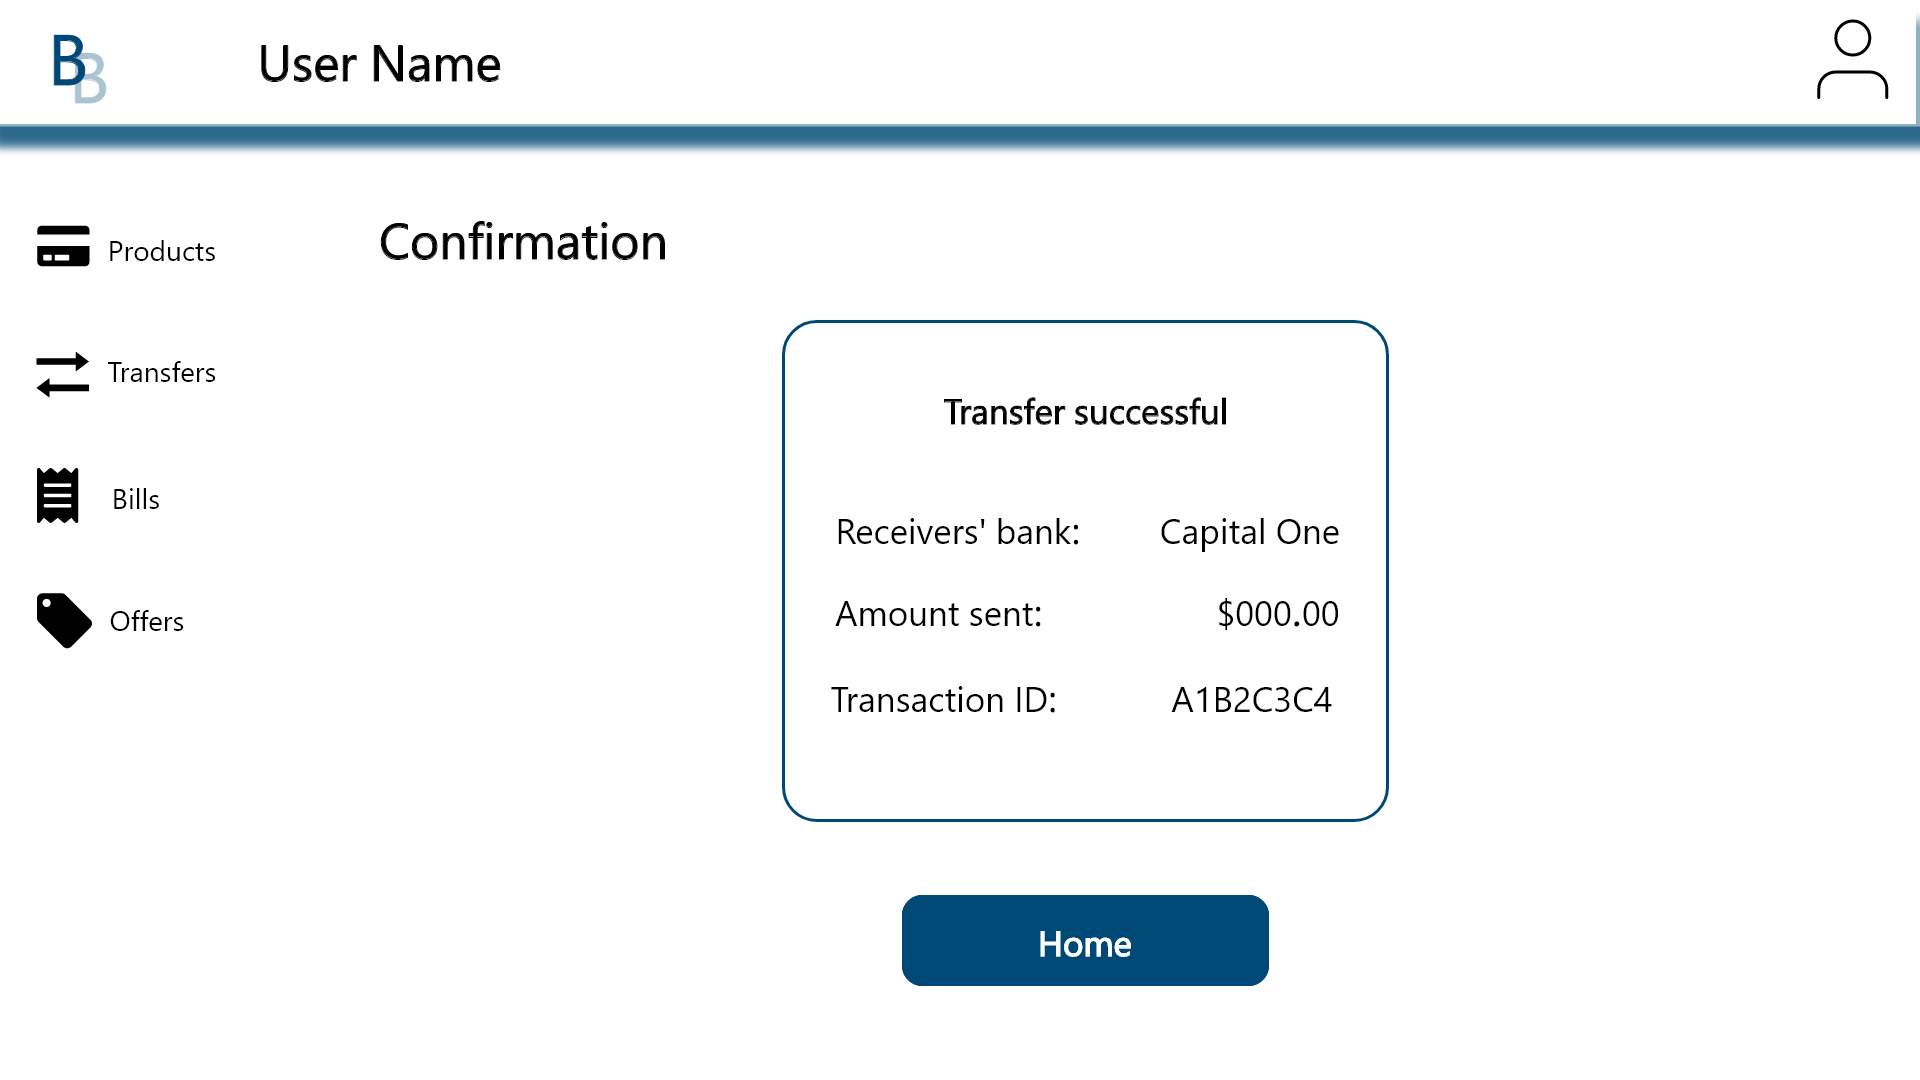 BB
User Name
Products
Confirmation
Transfers
Transfer successful
Bills
Receivers' bank: Capital One
Amount sent: $000.00
Offers
Transaction ID: A1B2C3C4
Home